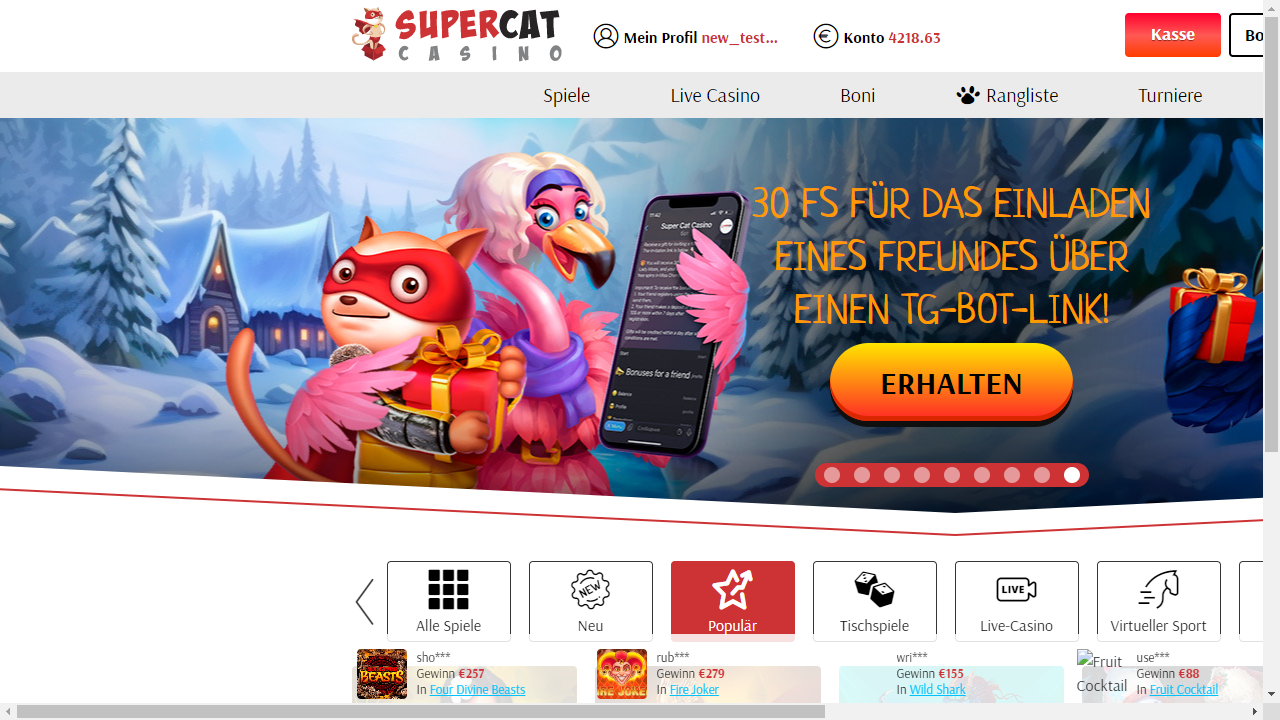 SUPERCAT
CASINO
Mein Profil new_test...
Konto 4218.63
Kasse
Bo
Spiele
Live Casino
Boni
Rangliste
Turniere
Super Cat Casino
30 FS FÜR DAS EINLADEN
EINES FREUNDES ÜBER
EINEN TG-BOT-LINK!
Bonuses for a friend
ERHALTEN
Alle Spiele
NEW
Neu
Populär
Tischspiele
LIVE
Live-Casino
Virtueller Sport
BEASTS
sho***
Gewinn €257
In Four Divine Beasts
FIRE JOKER
rub***
Gewinn €279
In Fire Joker
wri***
Gewinn €155
In Wild Shark
Fruit
Cocktail
use***
Gewinn €88
In Fruit Cocktail